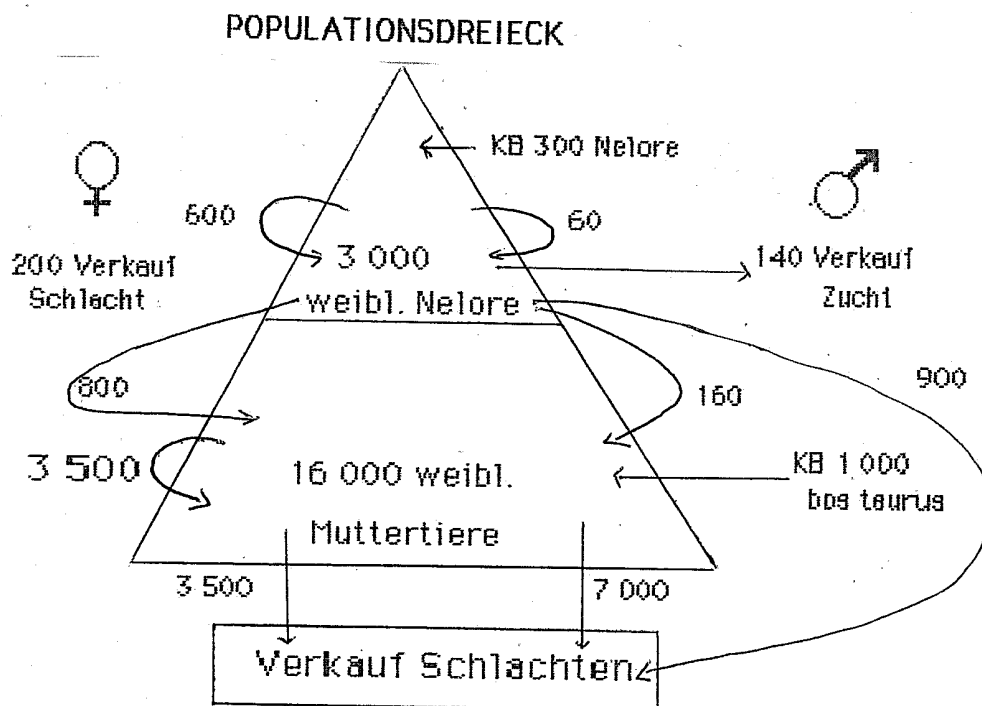 POPULATIONSDREIECK
KB 300 Nelore
600
60
200 Verkauf
Schlacht
3 000
weibl. Nelore
140 Verkauf
Zucht
800
160
900
3 500
16 000 weibl.
Muttertiere
KB 1 000
bos taurus
3 500
7 000
Verkauf Schlachten